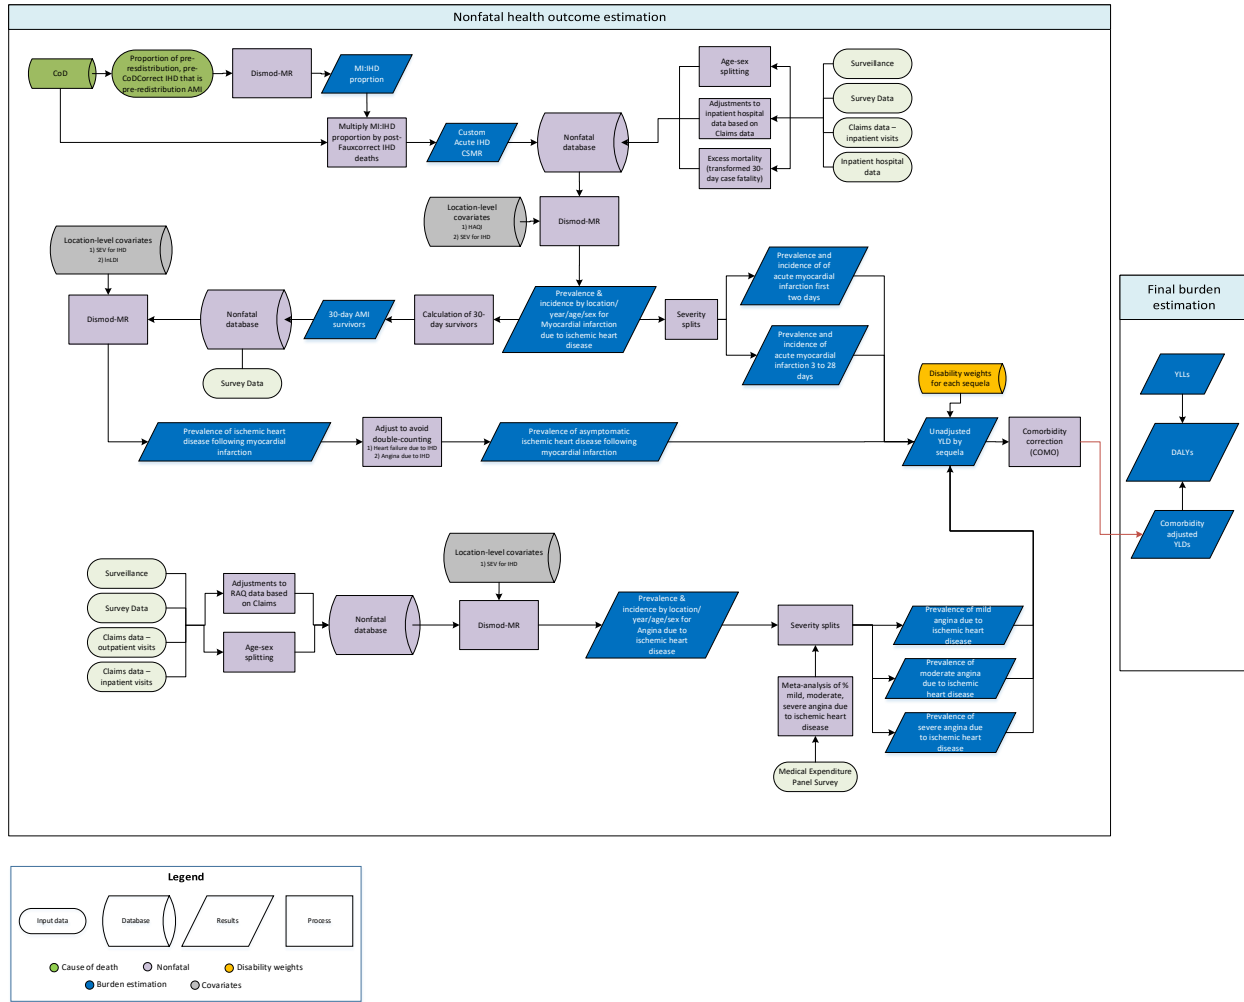 Nonfatal health outcome estimation
CoD
Proportion of pre-
resdistribution, pre-
CoDCorrect IHD that is
pre-redistribution AMI
Dismod-MR
MI:IHD
proprtion
Multiply MI:IHD
proportion by post-
Fauxcorrect IHD
deaths
Custom
Acute IHD
CSMR
Nonfatal
database
Age-sex
splitting
Adjustments to
inpatient hospital
data based on
Claims data
Excess mortality
(transformed 30-
day case fatality)
Surveillance
Survey Data
Claims data –
inpatient visits
Inpatient hospital
data
Location-level
covariates
1) HAQI
2) SEV for IHD
Dismod-MR
Location-level covariates
1) SEV for IHD
2) lnLDI
Dismod-MR
Nonfatal
database
Survey Data
30-day AMI
survivors
Calculation of 30-
day survivors
Prevalence &
incidence by location/
year/age/sex for
Myocardial infarction
due to ischemic heart
disease
Severity
splits
Prevalence and
incidence of of
acute myocardial
infarction first
two days
Prevalence and
incidence of
acute myocardial
infarction 3 to 28
days
Disability weights
for each sequela
Prevalence of ischemic heart
disease following myocardial
infarction
Adjust to avoid
double-counting
1) Heart failure due to IHD
2) Angina due to IHD
Prevalence of asymptomatic
ischemic heart disease following
myocardial infarction
Unadjusted
YLD by
sequela
Comorbidity
correction
(COMO)
Final burden
estimation
YLLs
DALYs
Comorbidity
adjusted
YLDs
Surveillance
Survey Data
Claims data –
outpatient visits
Claims data –
inpatient visits
Adjustments to
RAQ data based
on Claims
Age-sex
splitting
Nonfatal
database
Location-level covariates
1) SEV for IHD
Dismod-MR
Prevalence &
incidence by location/
year/age/sex for
Angina due to
ischemic heart
disease
Severity splits
Meta-analysis of %
mild, moderate,
severe angina due
to ischemic heart
disease
Medical Expenditure
Panel Survey
Prevalence of mild
angina due to
ischemic heart
disease
Prevalence of
moderate angina
due to ischemic
heart disease
Prevalence of
severe angina due
to ischemic heart
disease
Legend
Input data
Database
Results
Process
Cause of death
Nonfatal
Disability weights
Burden estimation
Covariates